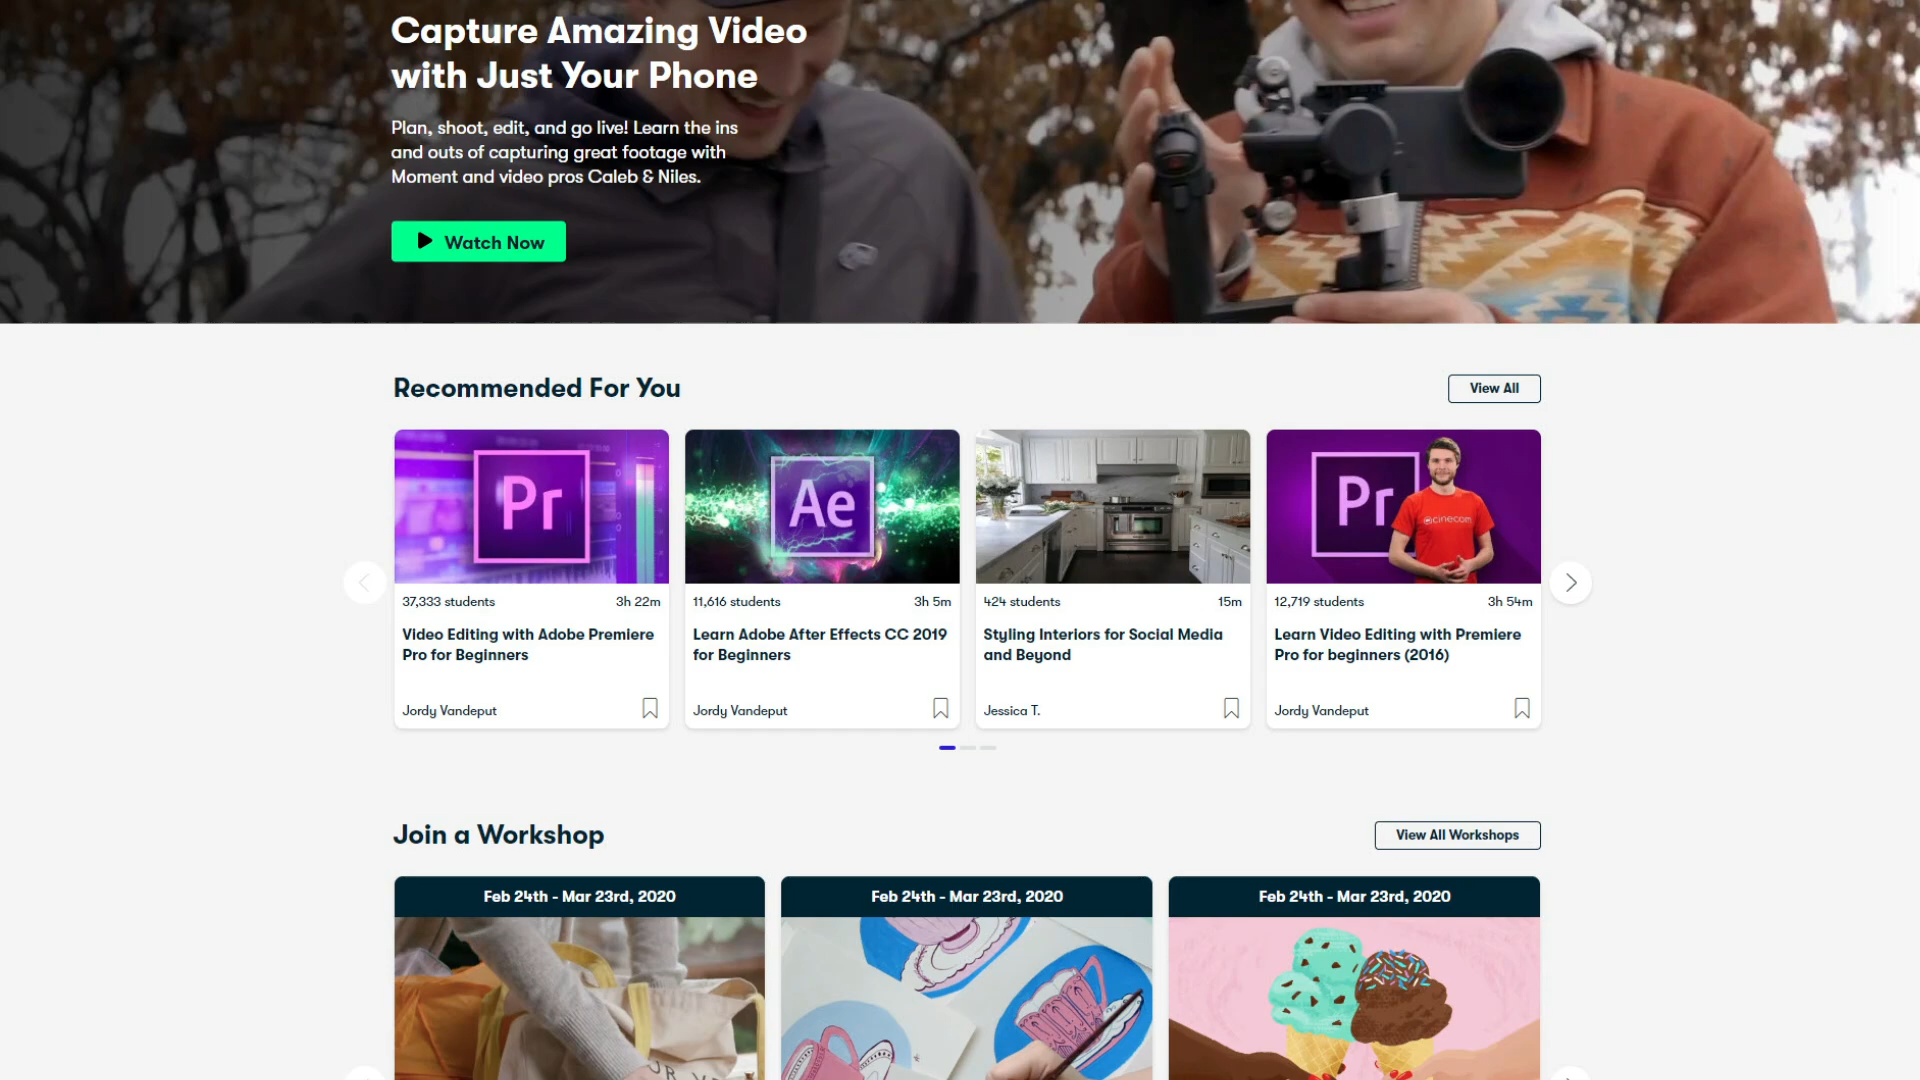 Capture Amazing Video
with Just Your Phone
Plan, shoot, edit, and go live! Learn the ins
and outs of capturing great footage with
Moment and video pros Caleb & Niles.
Watch Now
Recommended For You
View All
Pr
Ae
Pr
cinecom
37,333 students
3h 22m
11,616 students
3h 5m
424 students
15m
12,719 students
3h 54m
Video Editing with Adobe Premiere
Pro for Beginners
Learn Adobe After Effects CC 2019
for Beginners
Styling Interiors for Social Media
and Beyond
Learn Video Editing with Premiere
Pro for beginners (2016)
Jordy Vandeput
Jordy Vandeput
Jessica T.
Jordy Vandeput
Join a Workshop
View All Workshops
Feb 24th - Mar 23rd, 2020
Feb 24th - Mar 23rd, 2020
Feb 24th - Mar 23rd, 2020